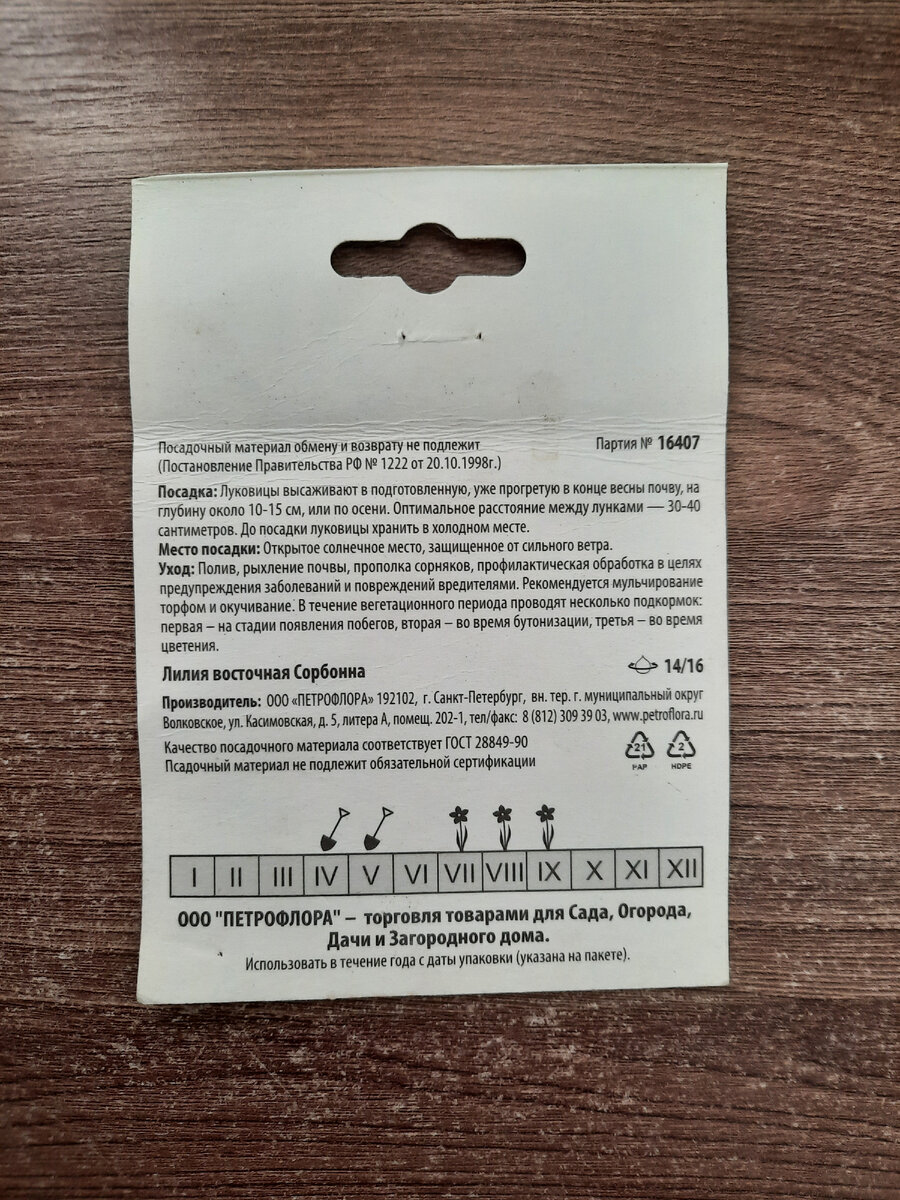 Посадочный материал обмену и возврату не подлежит
Партия № 16407
(Постановление Правительства РФ № 1222 от 20.10.1998г.)
Посадка: Луковицы высаживают в подготовленную, уже прогретую в конце весны почву, на
глубину около 10-15 см, или по осени. Оптимальное расстояние между лунками — 30-40
сантиметров. До посадки луковицы хранить в холодном месте.
Место посадки: Открытое солнечное место, защищенное от сильного ветра.
Уход: Полив, рыхление почвы, прополка сорняков, профилактическая обработка в целях
предупреждения заболеваний и повреждений вредителями. Рекомендуется мульчирование
торфом и окучивание. В течение вегетационного периода проводят несколько подкормок:
первая – на стадии появления побегов, вторая – во время бутонизации, третья – во время
цветения.
Лилия восточная Сорбонна
14/16
Производитель: ООО «ПЕТРОФЛОРА» 192102, г. Санкт-Петербург, вн. тер. г. муниципальный округ
Волковское, ул. Касимовская, д. 5, литера А, помещ. 202-1, тел/факс: 8 (812) 309 39 03, www.petroflora.ru
Качество посадочного материала соответствует ГОСТ 28849-90
Псадочный материал не подлежит обязательной сертификации
21 2
PAP HDPE
I II III IV V VI VII VIII IX X XI XII
ООО "ПЕТРОФЛОРА" – торговля товарами для Сада, Огорода,
Дачи и Загородного дома.
Использовать в течение года с даты упаковки (указана на пакете).